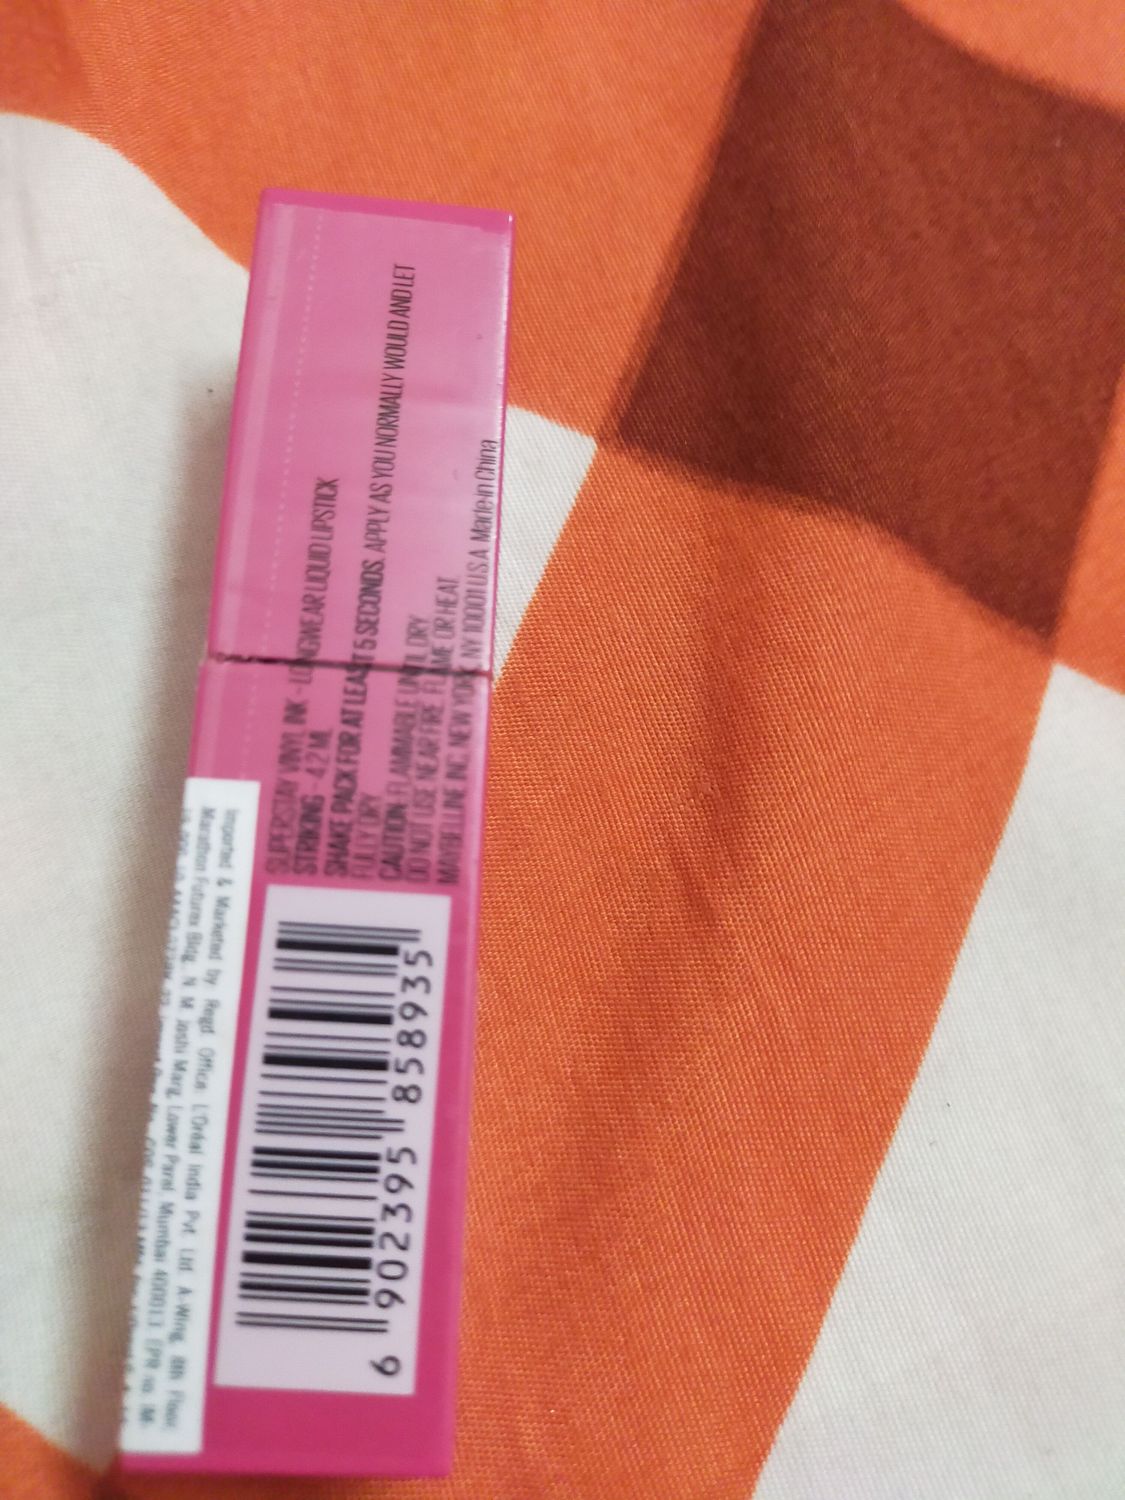 SUPERSTAY VINYL INK - LONGWEAR LIQUID LIPSTICK
STRIKING - 4.2 ML
SHAKE PACK FOR AT LEAST 5 SECONDS. APPLY AS YOU NORMALLY WOULD AND LET
FULLY DRY
CAUTION: FLAMMABLE UNTIL DRY.
DO NOT USE NEAR FIRE, FLAME OR HEAT.
MAYBELLINE INC, NEW YORK, NY 10001 U.S.A. Made in China
6 902395 858935
Imported & Marketed by: Regd. Office: L'Oréal India Pvt. Ltd. A-Wing, 8th Floor,
Marathon Futurex Bldg, N. M. Joshi Marg, Lower Parel, Mumbai 400013 EPR no. IM-